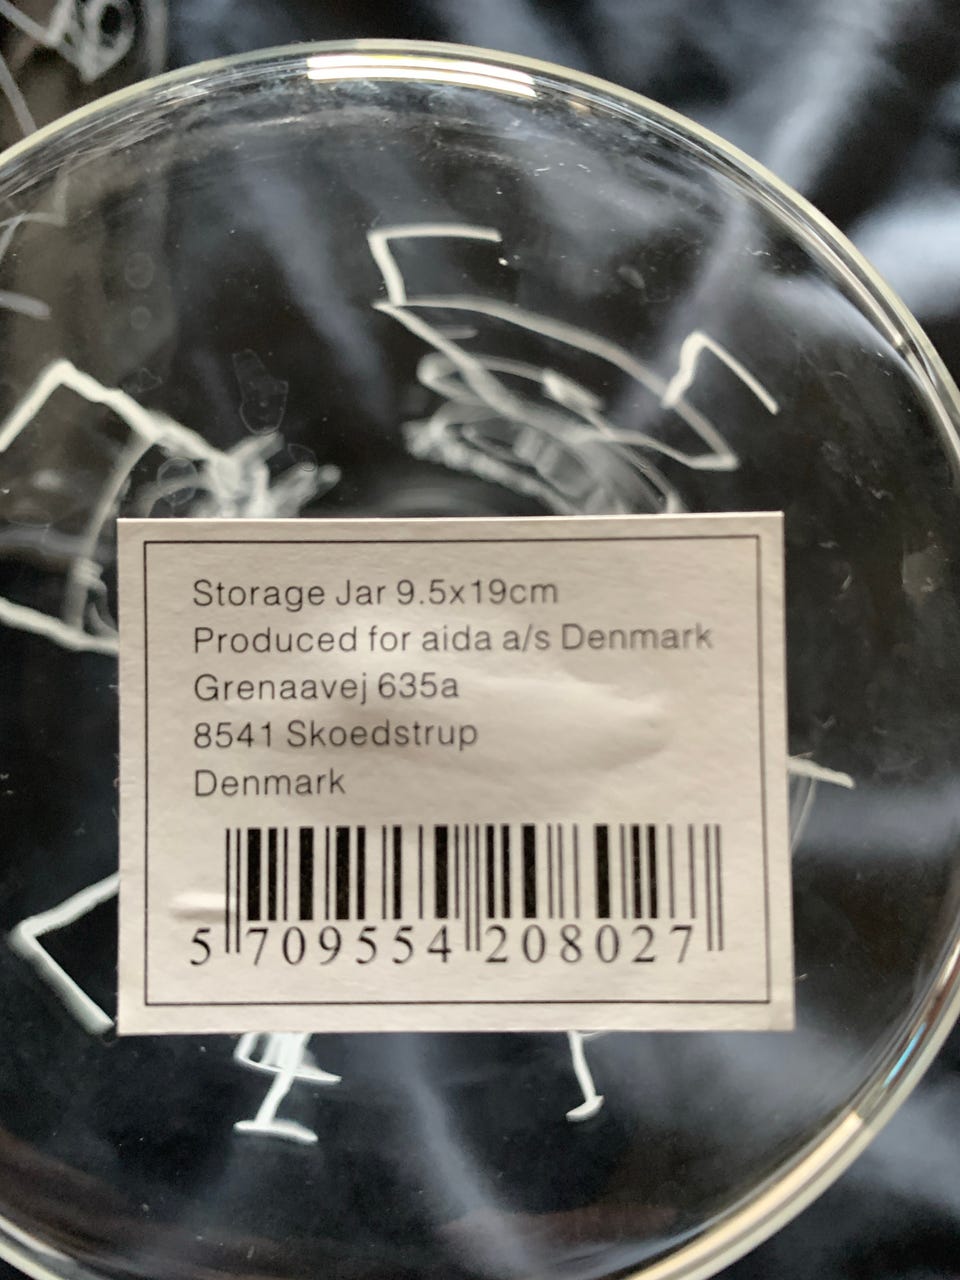 Storage Jar 9.5x19cm
Produced for aida a/s Denmark
Grenaavej 635a
8541 Skoedstrup
Denmark
5 709554 208027